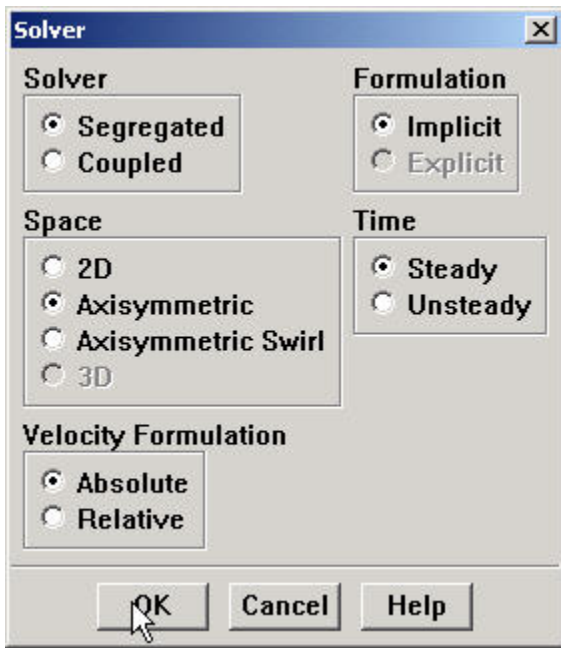 Solver
Solver
Segregated
Coupled
Formulation
Implicit
Explicit
Space
2D
Axisymmetric
Axisymmetric Swirl
3D
Time
Steady
Unsteady
Velocity Formulation
Absolute
Relative
OK
Cancel
Help